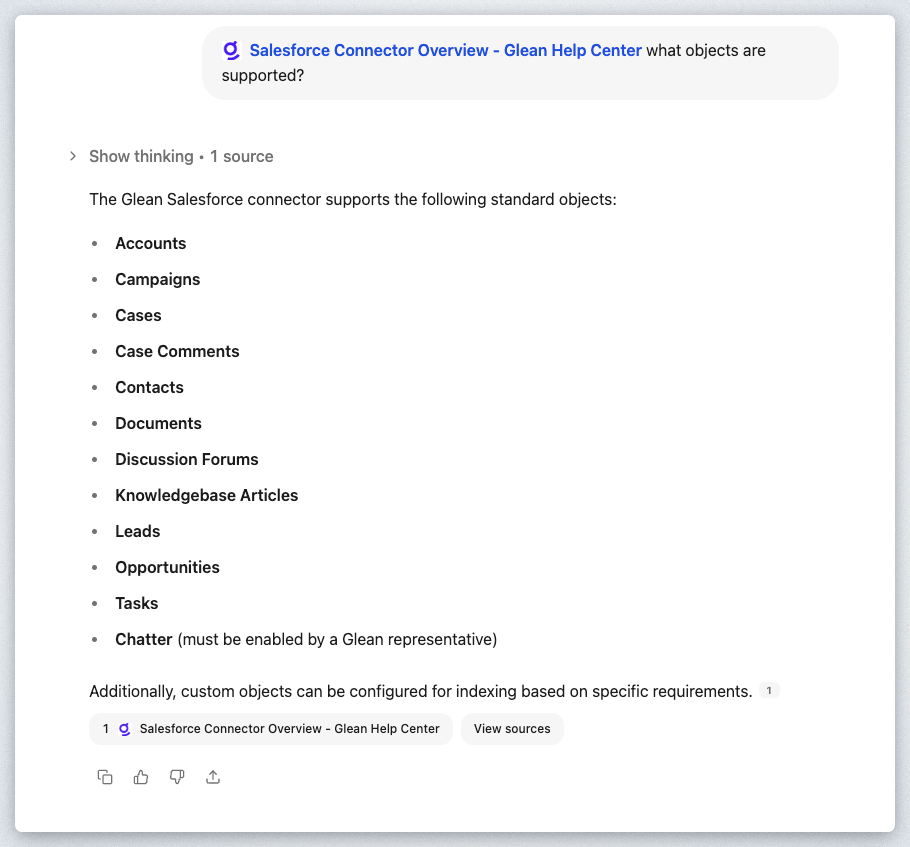 Salesforce Connector Overview - Glean Help Center what objects are
supported?
Show thinking • 1 source
The Glean Salesforce connector supports the following standard objects:
• Accounts
• Campaigns
• Cases
• Case Comments
• Contacts
• Documents
• Discussion Forums
• Knowledgebase Articles
• Leads
• Opportunities
• Tasks
• Chatter (must be enabled by a Glean representative)
Additionally, custom objects can be configured for indexing based on specific requirements. 1
1 Salesforce Connector Overview - Glean Help Center View sources